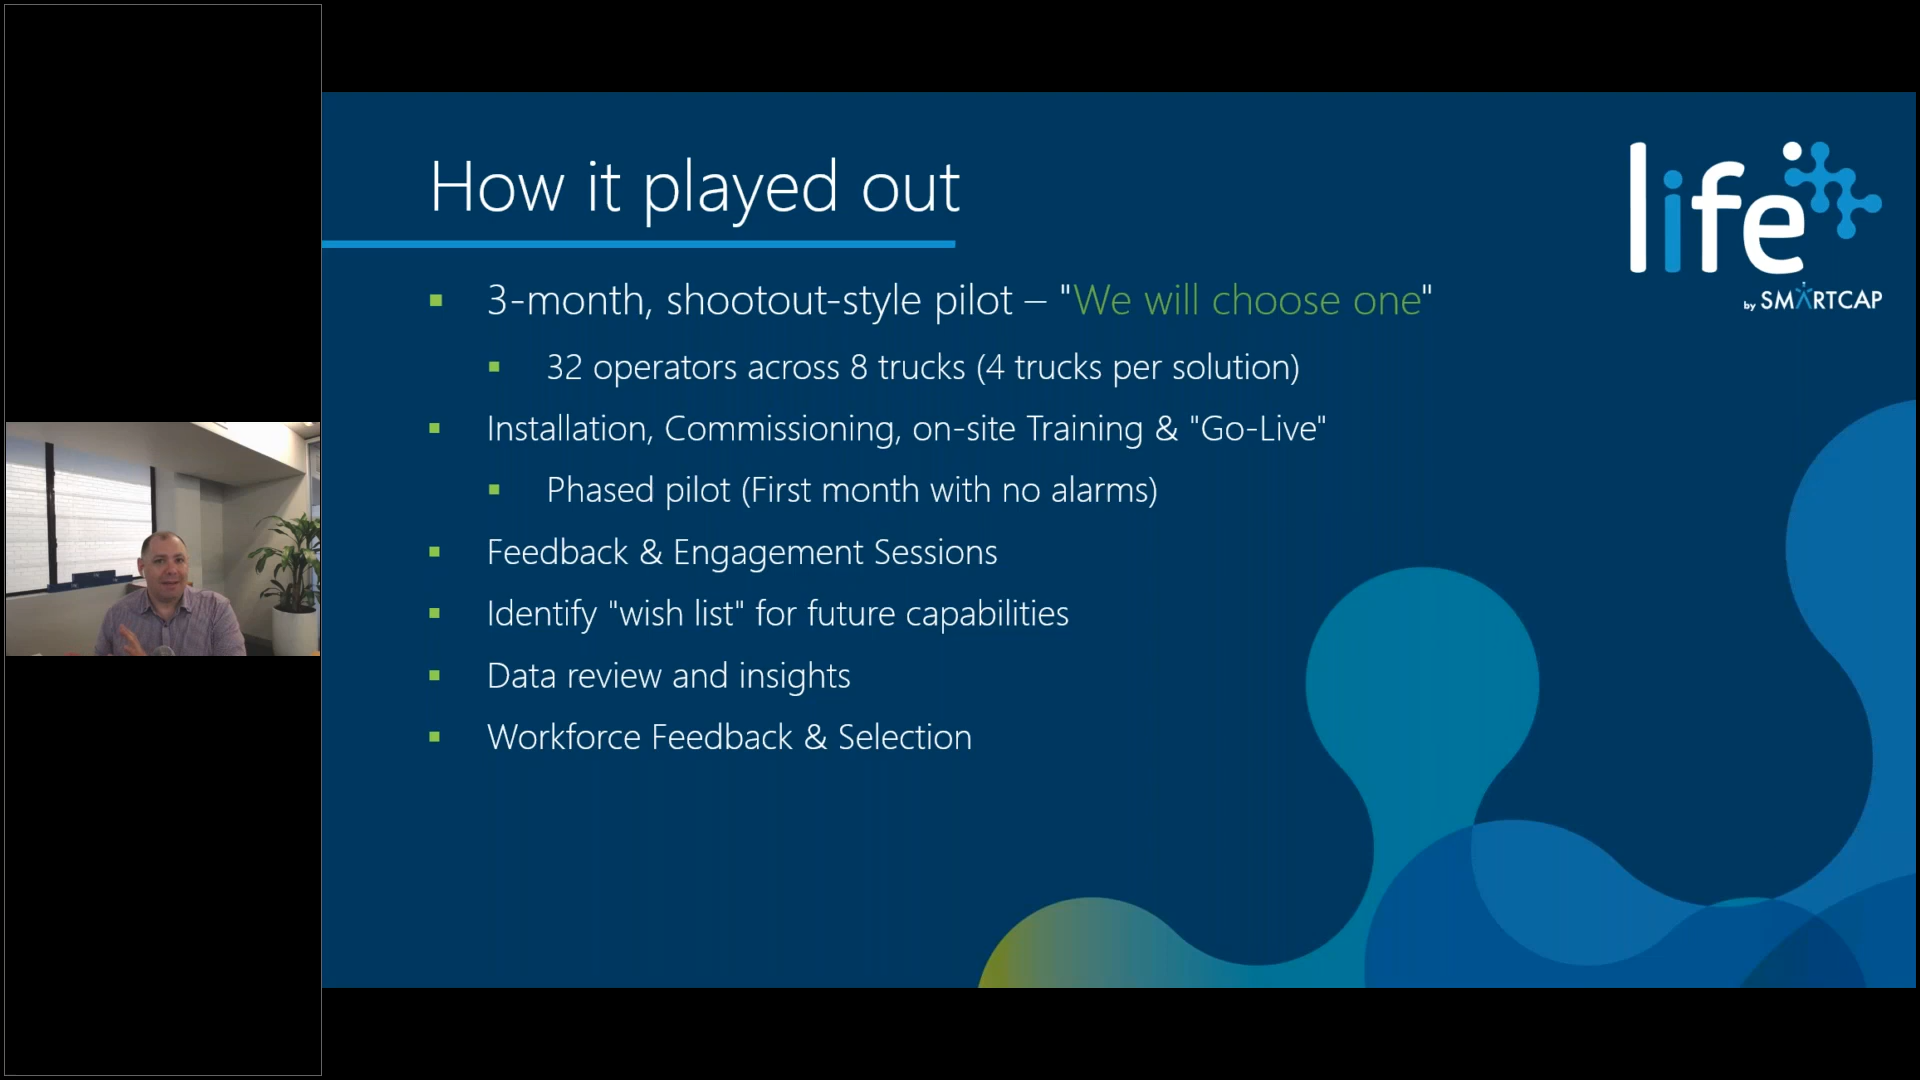 How it played out
life
by SMARTCAP
3-month, shootout-style pilot – "We will choose one"
32 operators across 8 trucks (4 trucks per solution)
Installation, Commissioning, on-site Training & "Go-Live"
Phased pilot (First month with no alarms)
Feedback & Engagement Sessions
Identify "wish list" for future capabilities
Data review and insights
Workforce Feedback & Selection